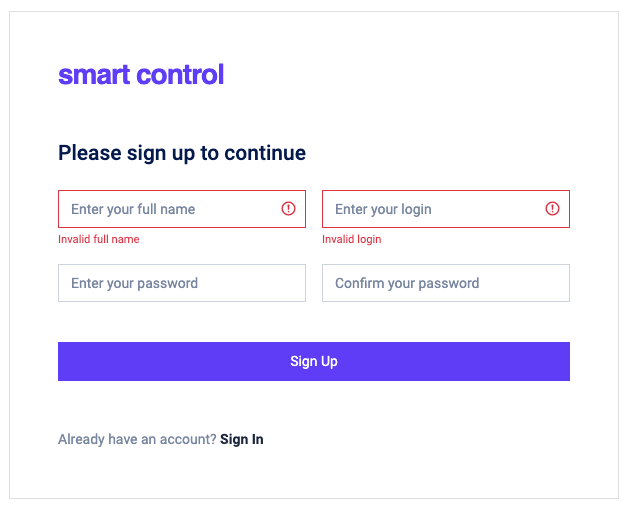 smart control
Please sign up to continue
Enter your full name
Enter your login
Invalid full name
Invalid login
Enter your password
Confirm your password
Sign Up
Already have an account? Sign In